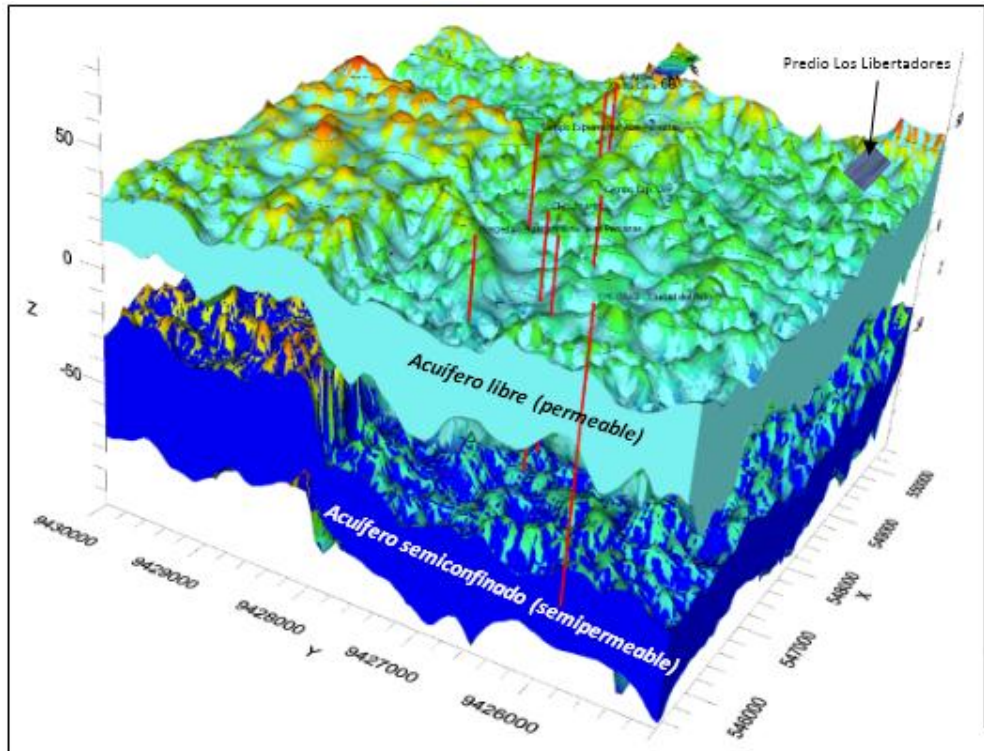 Predio Los Libertadores
50
0
Z
-50
Acuífero libre (permeable)
Acuífero semiconfinado (semipermeable)
9430000
9429000
9428000
Y
9427000
9426000
550000
549000
548000
X
547000
546000